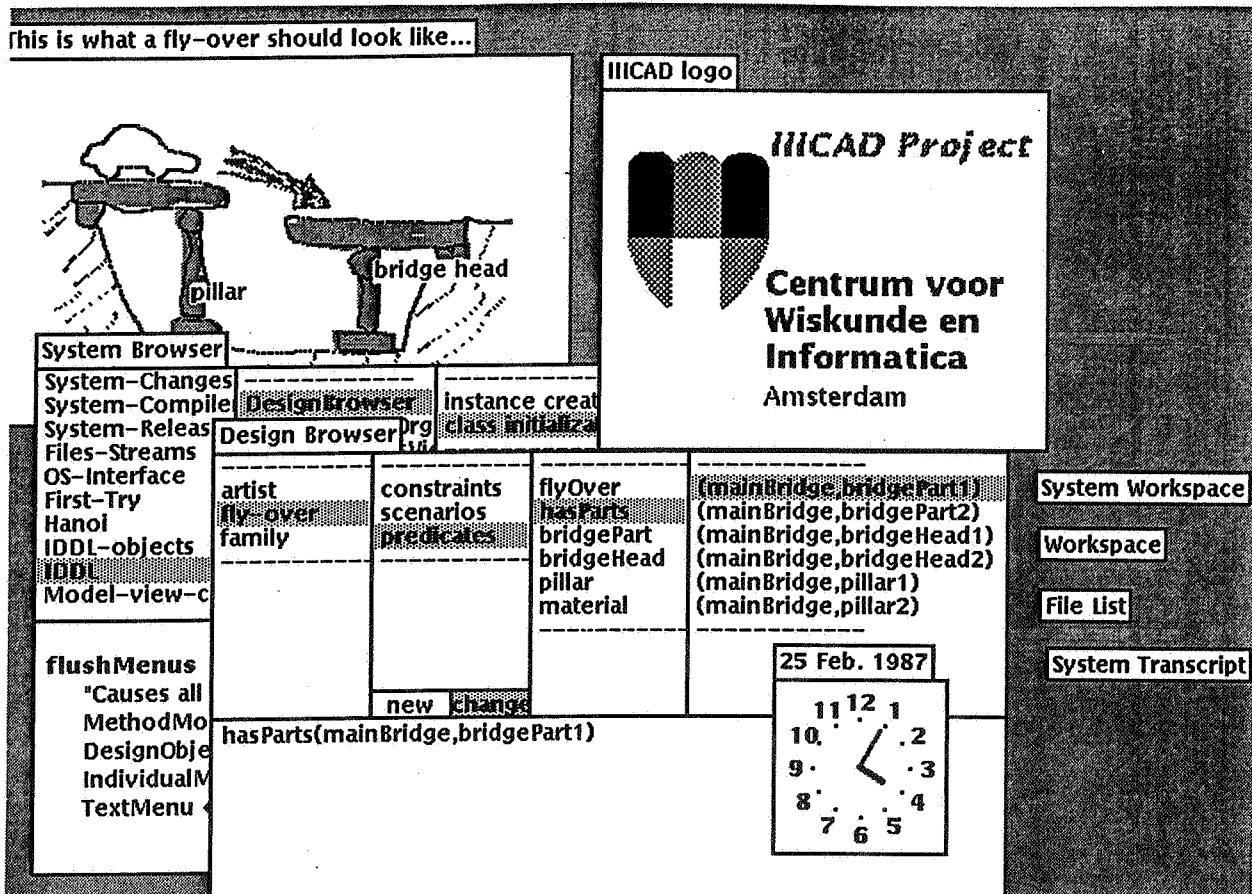 This is what a fly-over should look like...
IIICAD logo
IIICAD Project
Centrum voor
Wiskunde en
Informatica
Amsterdam
bridge head
pillar
System Browser
System-Changes
System-Compile
System-Releas
Files-Streams
OS-Interface
First-Try
Hanoi
IDDL-objects
IDDL
Model-view-c
DesignBrowser
Org
instance creat
class initializa
Design Browser
artist
fly-over
family
constraints
scenarios
predicates
new
change
flyOver
hasParts
bridgePart
bridgeHead
pillar
material
(mainBridge,bridgePart1)
(mainBridge,bridgePart2)
(mainBridge,bridgeHead1)
(mainBridge,bridgeHead2)
(mainBridge,pillar1)
(mainBridge,pillar2)
hasParts(mainBridge,bridgePart1)
flushMenus
"Causes all
MethodMo
DesignObje
IndividualM
TextMenu
System Workspace
Workspace
File List
System Transcript
25 Feb. 1987
11 12 1
10 2
9 3
8 4
7 6 5